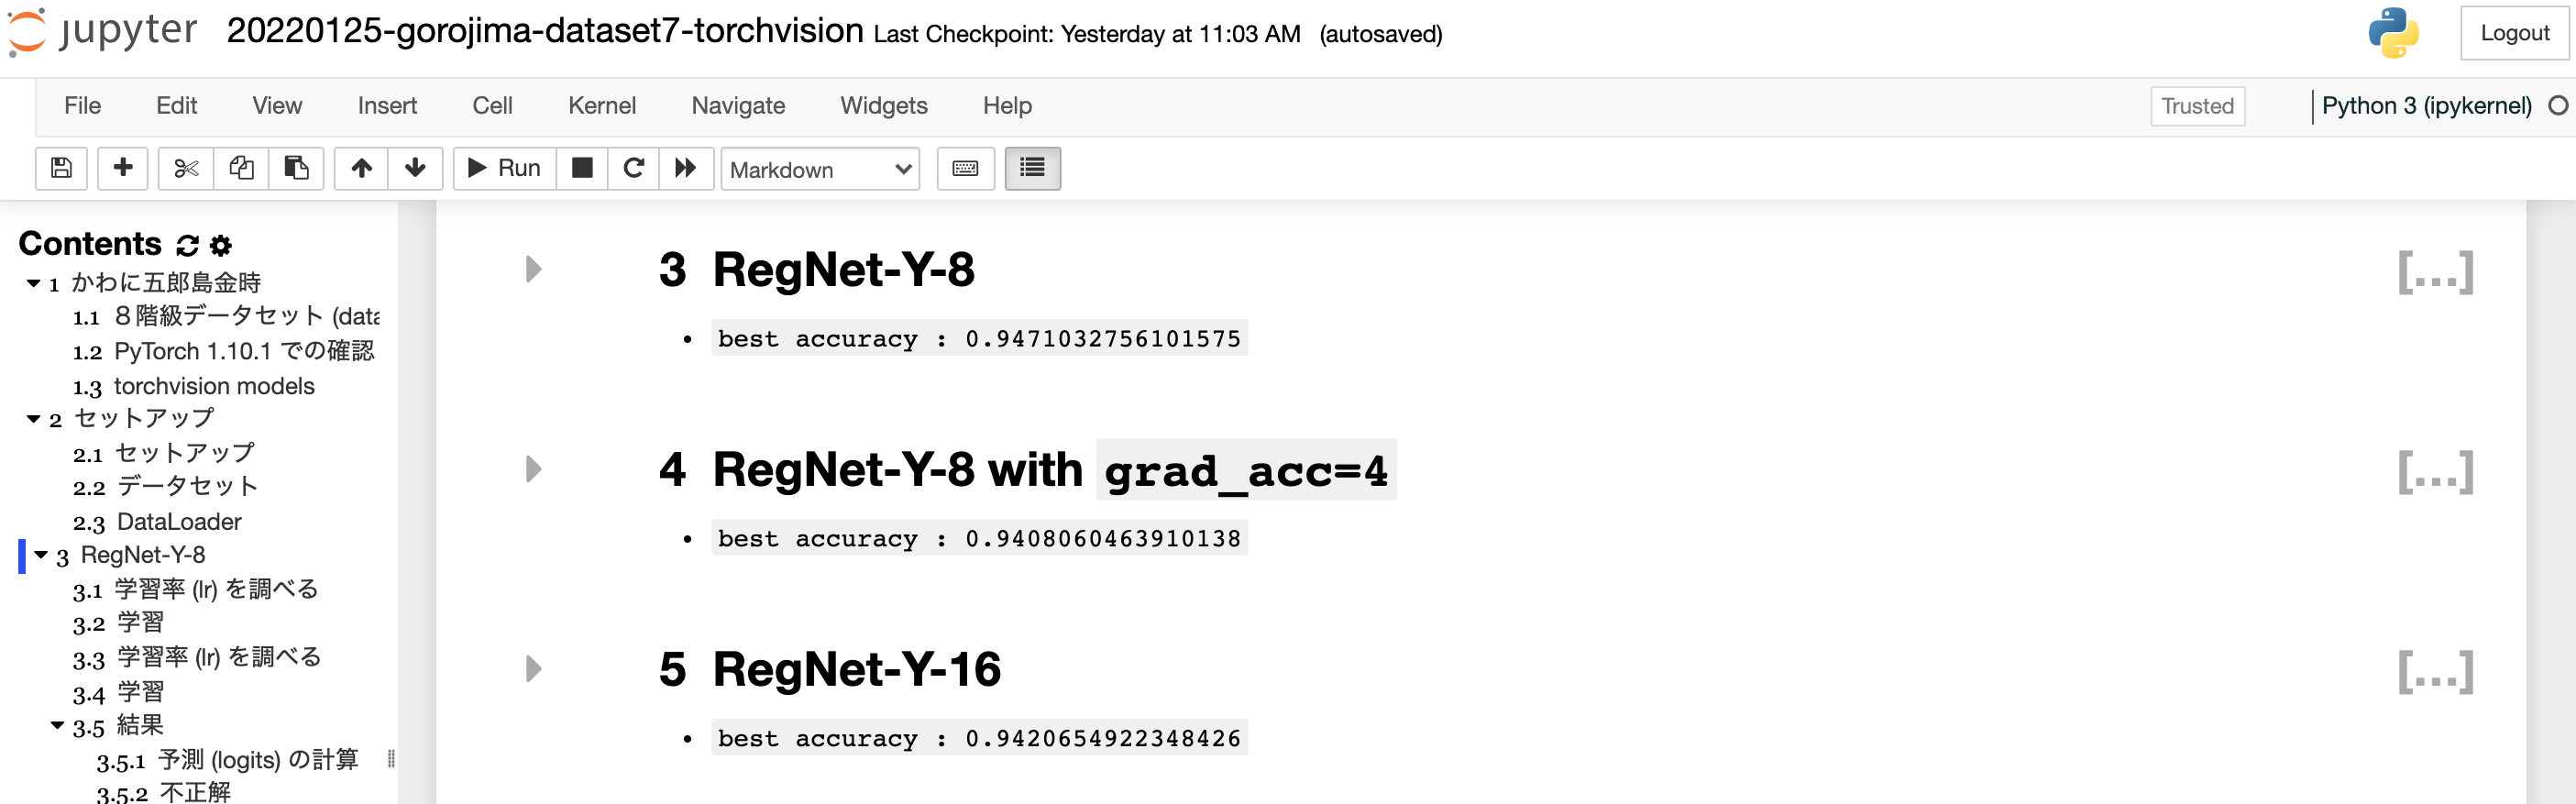 jupyter 20220125-gorojima-dataset7-torchvision Last Checkpoint: Yesterday at 11:03 AM (autosaved)
Logout
File Edit View Insert Cell Kernel Navigate Widgets Help
Trusted
Python 3 (ipykernel)
Run
Markdown
Contents
1 かわに五郎島金時
1.1 8階級データセット (data
1.2 PyTorch 1.10.1 での確認
1.3 torchvision models
2 セットアップ
2.1 セットアップ
2.2 データセット
2.3 DataLoader
3 RegNet-Y-8
3.1 学習率 (lr) を調べる
3.2 学習
3.3 学習率 (lr) を調べる
3.4 学習
3.5 結果
3.5.1 予測 (logits) の計算
3.5.2 不正解
3 RegNet-Y-8
[...]
• best accuracy : 0.9471032756101575
4 RegNet-Y-8 with grad_acc=4
[...]
• best accuracy : 0.9408060463910138
5 RegNet-Y-16
[...]
• best accuracy : 0.9420654922348426